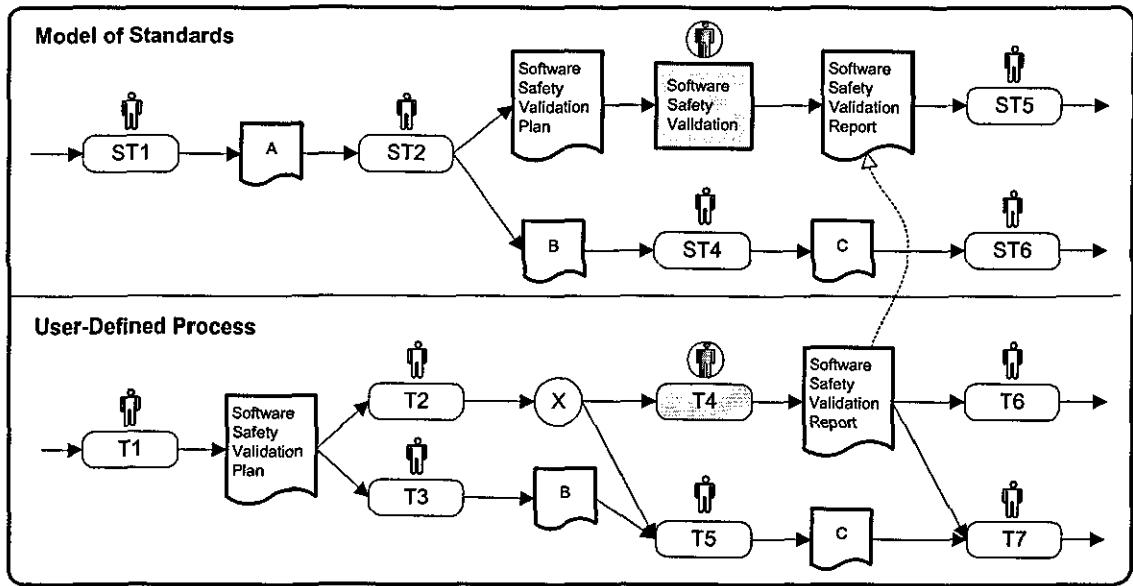 Model of Standards
ST1
A
ST2
Software
Safety
Validation
Plan
Software
Safety
Validation
Software
Safety
Validation
Report
ST5
B
ST4
C
ST6
User-Defined Process
T1
Software
Safety
Validation
Plan
T2
X
T4
Software
Safety
Validation
Report
T6
T3
B
T5
C
T7